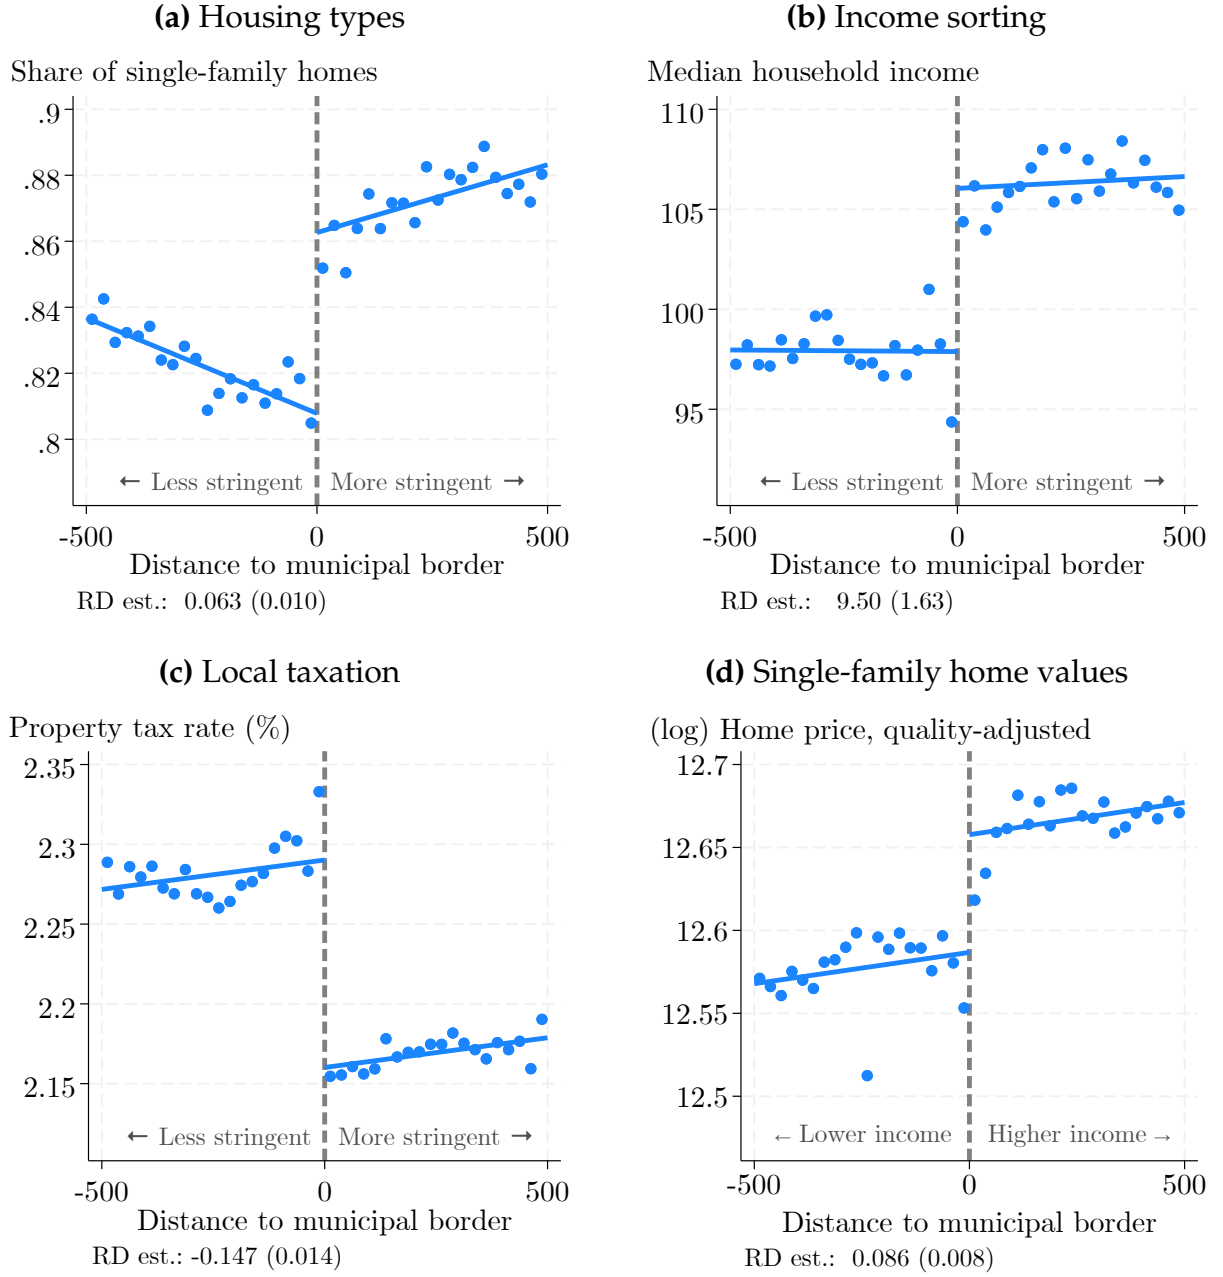 (a) Housing types
Share of single-family homes
.9
.88
.86
.84
.82
.8
← Less stringent More stringent →
-500 0 500
Distance to municipal border
RD est.: 0.063 (0.010)
(b) Income sorting
Median household income
110
105
100
95
← Less stringent More stringent →
-500 0 500
Distance to municipal border
RD est.: 9.50 (1.63)
(c) Local taxation
Property tax rate (%)
2.35
2.3
2.25
2.2
2.15
← Less stringent More stringent →
-500 0 500
Distance to municipal border
RD est.: -0.147 (0.014)
(d) Single-family home values
(log) Home price, quality-adjusted
12.7
12.65
12.6
12.55
12.5
← Lower income Higher income →
-500 0 500
Distance to municipal border
RD est.: 0.086 (0.008)